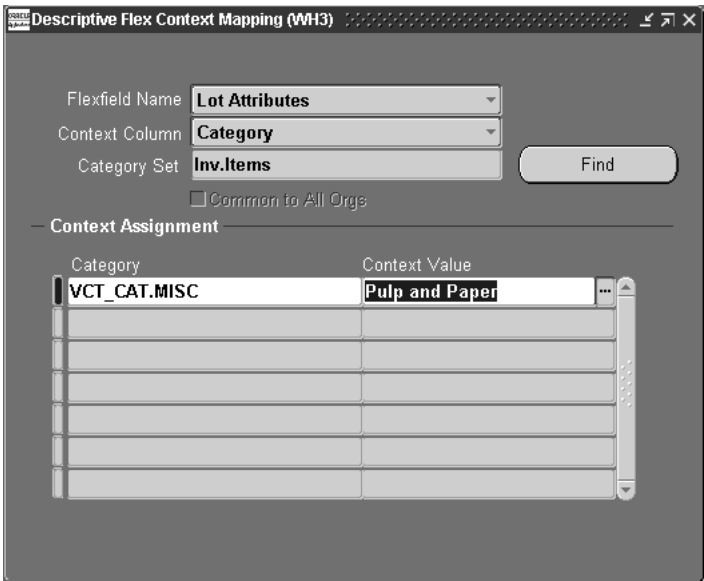 ORACLE
Descriptive Flex Context Mapping (WH3)
Flexfield Name Lot Attributes
Context Column Category
Category Set Inv.Items Find
Common to All Orgs
Context Assignment
Category Context Value
VCT_CAT.MISC Pulp and Paper ...